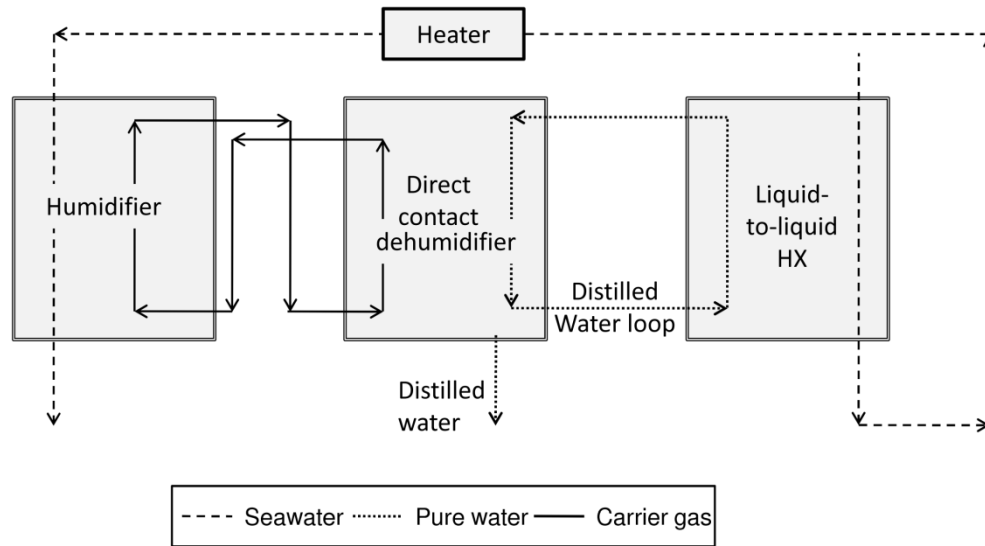 Heater
Humidifier
Direct
contact
dehumidifier
Liquid-
to-liquid
HX
Distilled
Water loop
Distilled
water
Seawater
Pure water
Carrier gas